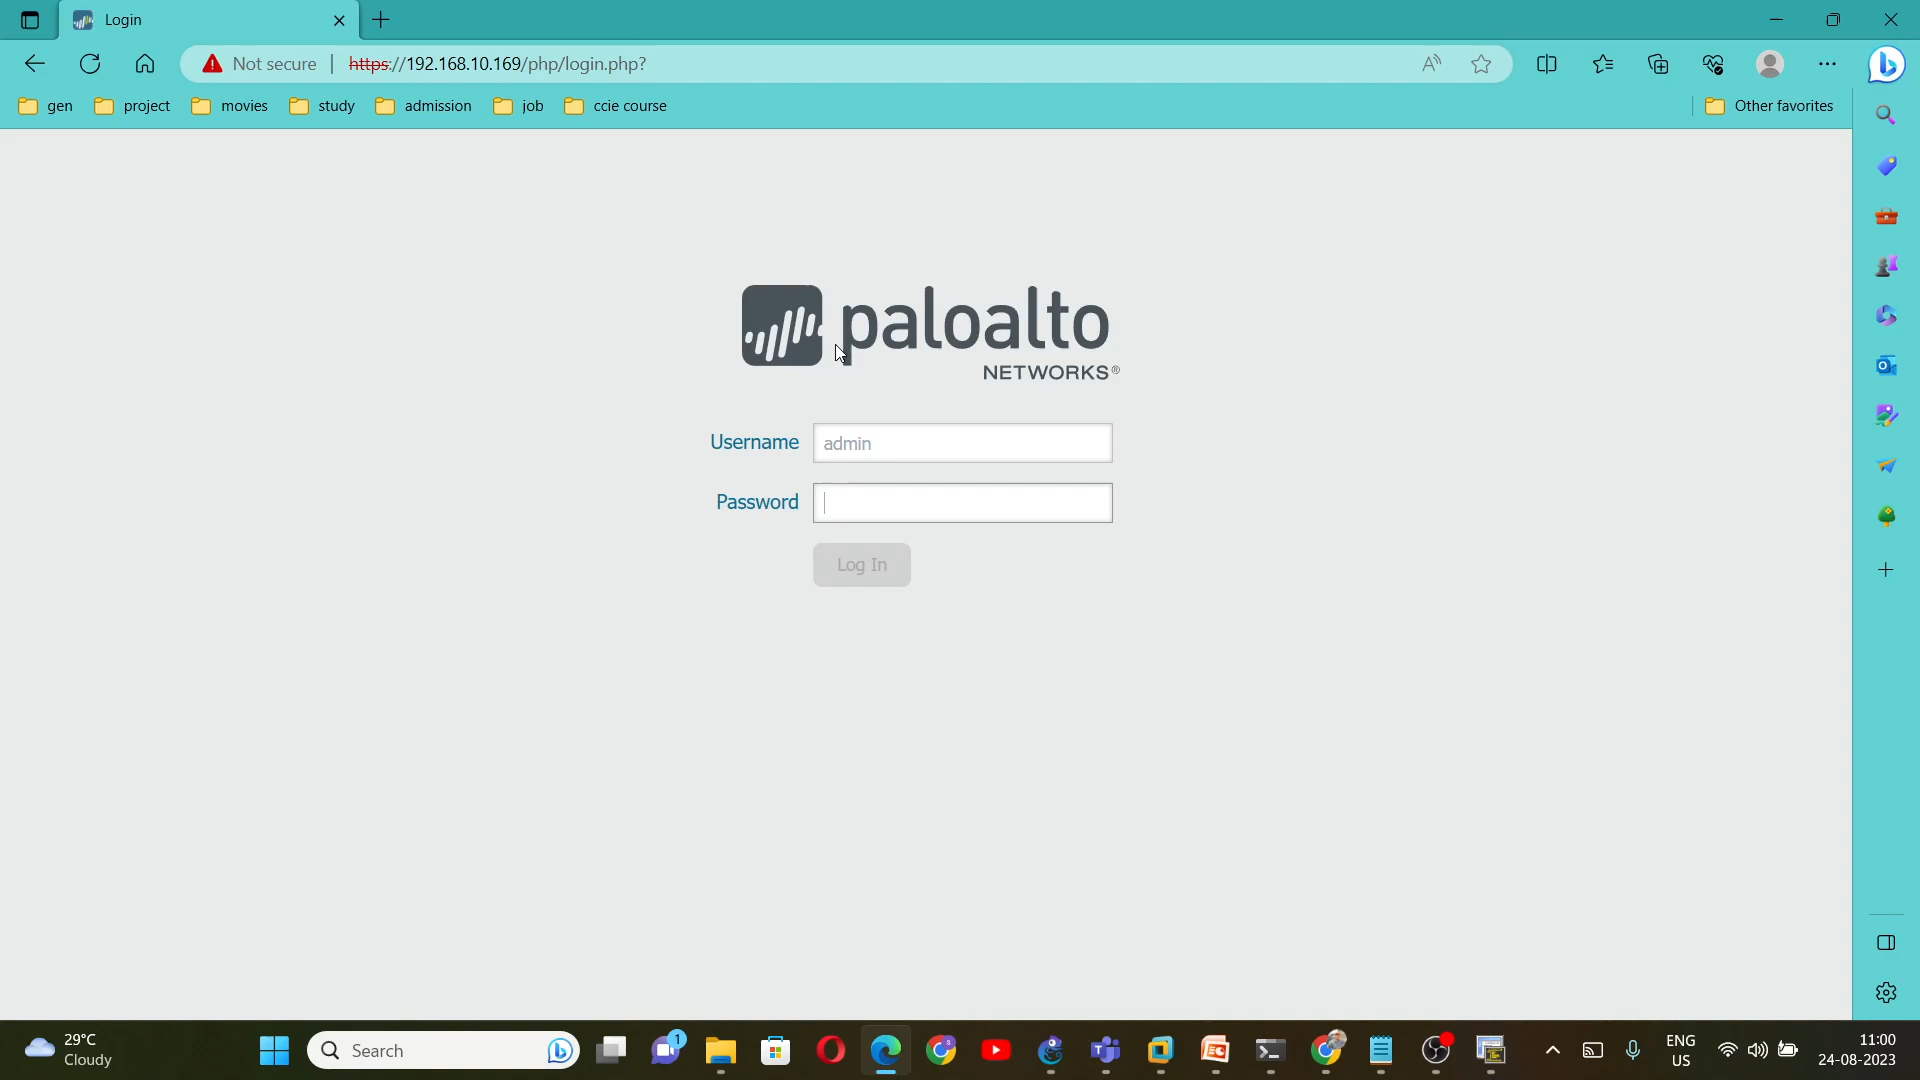 Login
Not secure | https://192.168.10.169/php/login.php?
gen project movies study admission job ccie course Other favorites
paloalto
NETWORKS®
Username admin
Password
Log In
29°C
Cloudy
Search
1
8
ENG
US
11:00
24-08-2023